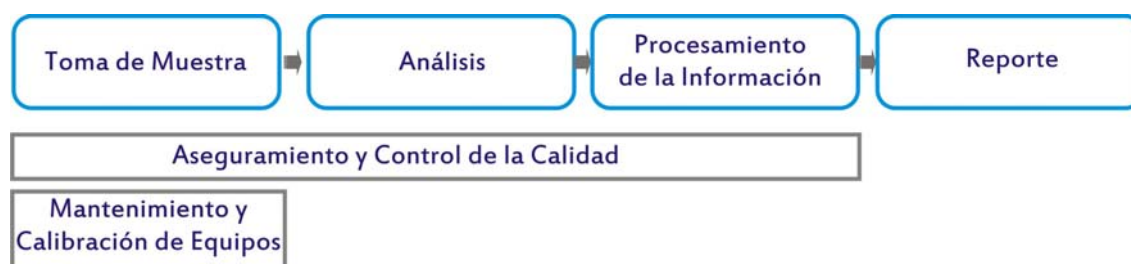 Toma de Muestra
Análisis
Procesamiento
de la Información
Reporte
Aseguramiento y Control de la Calidad
Mantenimiento y
Calibración de Equipos